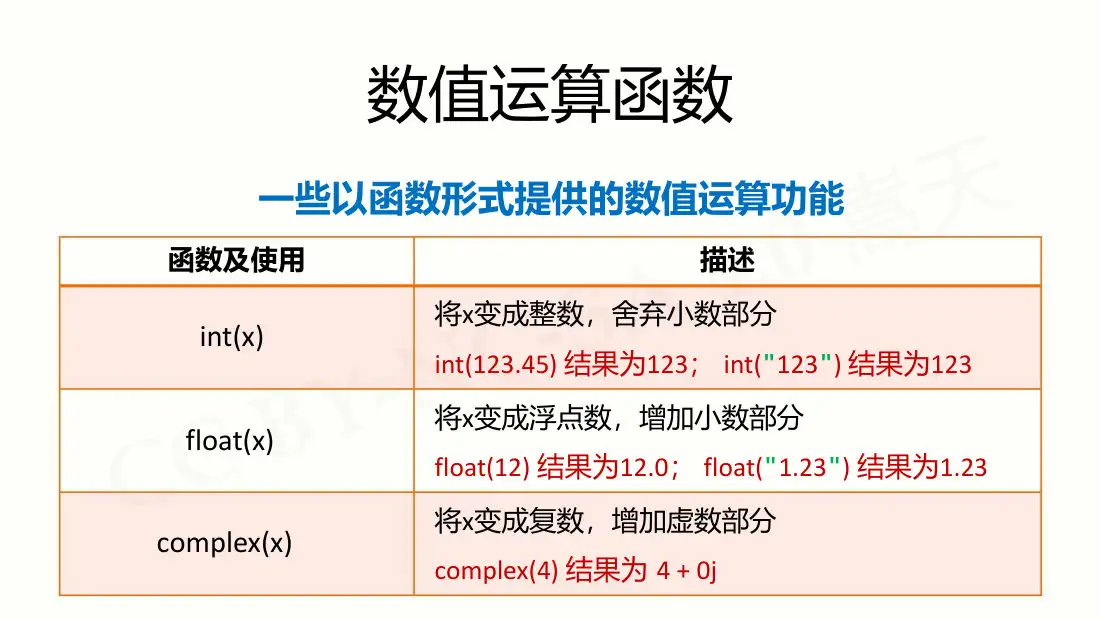 数值运算函数
一些以函数形式提供的数值运算功能
函数及使用 描述
int(x)
将x变成整数，舍弃小数部分
int(123.45) 结果为123； int("123") 结果为123
float(x)
将x变成浮点数，增加小数部分
float(12) 结果为12.0； float("1.23") 结果为1.23
complex(x)
将x变成复数，增加虚数部分
complex(4) 结果为 4 + 0j